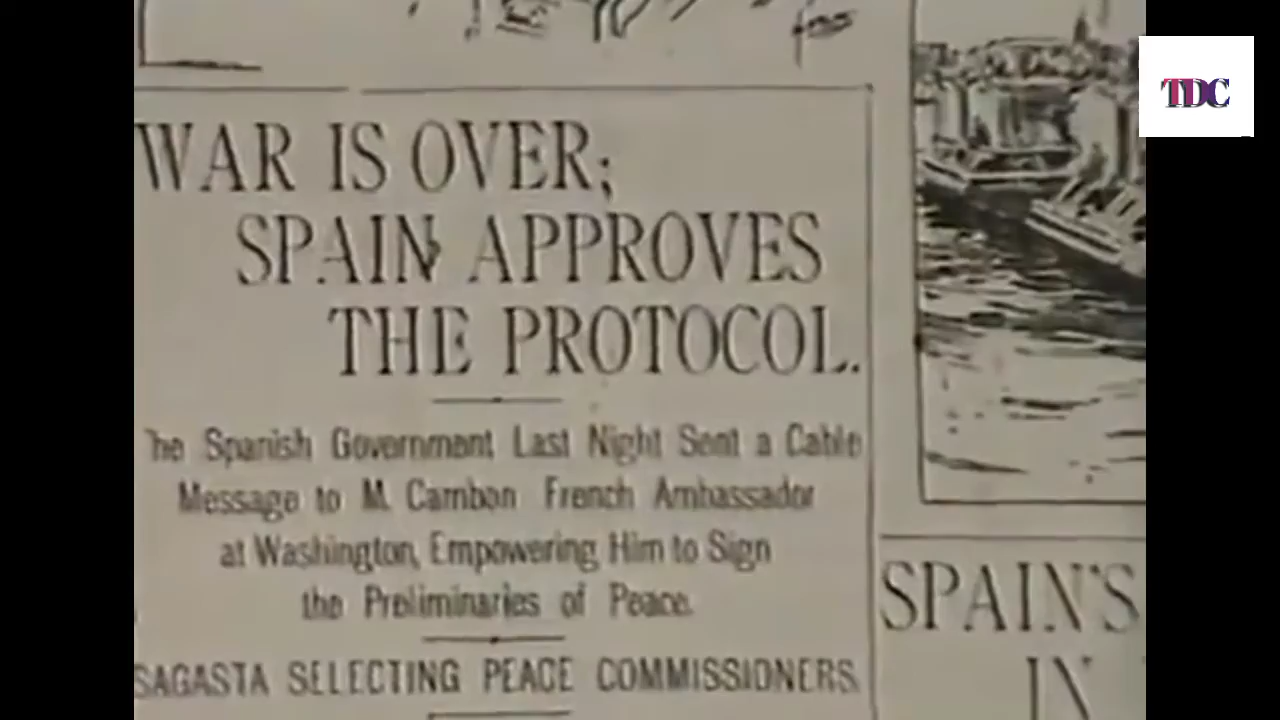 WAR IS OVER;
SPAIN APPROVES
THE PROTOCOL.
The Spanish Government Last Night Sent a Cable
Message to M. Cambon French Ambassador
at Washington, Empowering Him to Sign
the Preliminaries of Peace.
SAGASTA SELECTING PEACE COMMISSIONERS.
SPAIN'S
IN
TDC